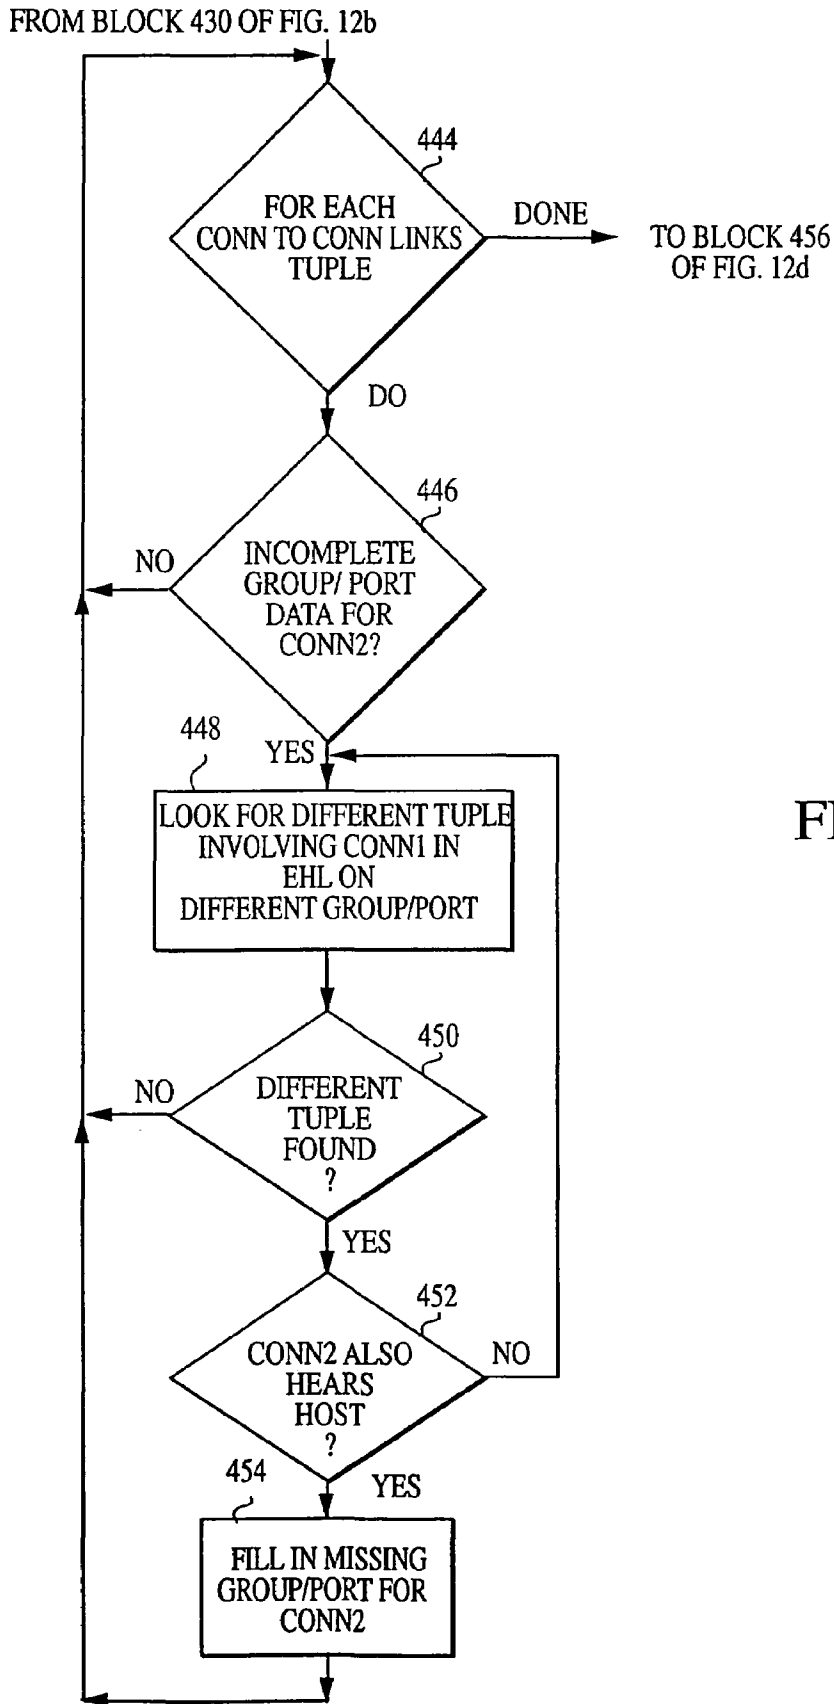 FROM BLOCK 430 OF FIG. 12b
444
FOR EACH
CONN TO CONN LINKS
TUPLE
DONE
TO BLOCK 456
OF FIG. 12d
DO
446
INCOMPLETE
GROUP/ PORT
DATA FOR
CONN2?
NO
448
YES
LOOK FOR DIFFERENT TUPLE
INVOLVING CONN1 IN
EHL ON
DIFFERENT GROUP/PORT
450
DIFFERENT
TUPLE
FOUND
?
NO
YES
452
CONN2 ALSO
HEARS
HOST
?
NO
454
YES
FILL IN MISSING
GROUP/PORT FOR
CONN2